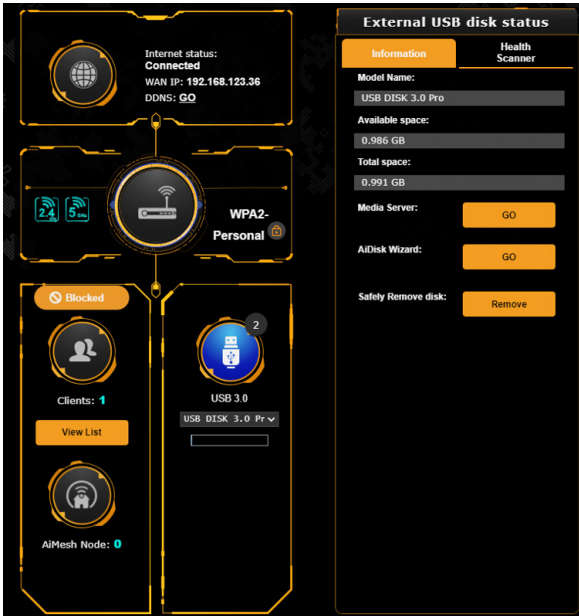 Internet status:
Connected
WAN IP: 192.168.123.36
DDNS: GO
2.4
5 GHz
WPA2-
Personal
Blocked
Clients: 1
View List
AiMesh Node: 0
2
USB 3.0
USB DISK 3.0 Pr
External USB disk status
Information
Health
Scanner
Model Name:
USB DISK 3.0 Pro
Available space:
0.986 GB
Total space:
0.991 GB
Media Server:
GO
AiDisk Wizard:
GO
Safely Remove disk:
Remove